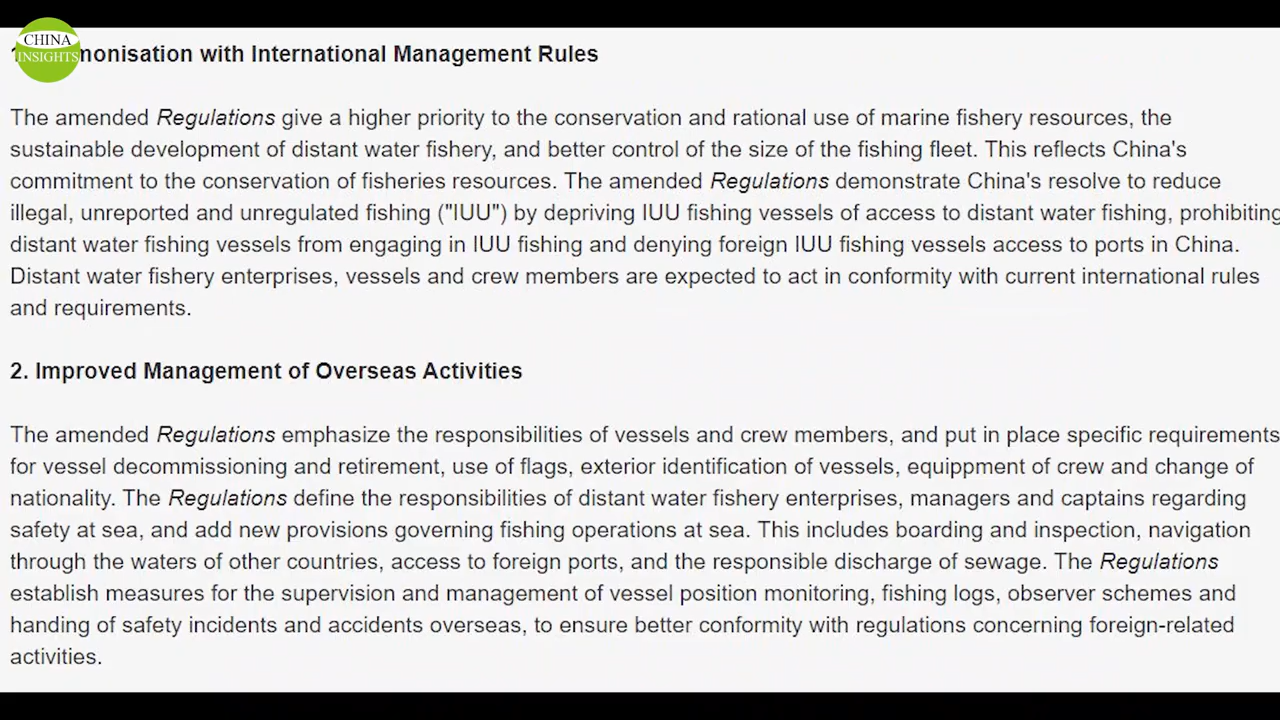 CHINA
INSIGHTS
monisation with International Management Rules
The amended Regulations give a higher priority to the conservation and rational use of marine fishery resources, the
sustainable development of distant water fishery, and better control of the size of the fishing fleet. This reflects China's
commitment to the conservation of fisheries resources. The amended Regulations demonstrate China's resolve to reduce
illegal, unreported and unregulated fishing ("IUU") by depriving IUU fishing vessels of access to distant water fishing, prohibiting
distant water fishing vessels from engaging in IUU fishing and denying foreign IUU fishing vessels access to ports in China.
Distant water fishery enterprises, vessels and crew members are expected to act in conformity with current international rules
and requirements.
2. Improved Management of Overseas Activities
The amended Regulations emphasize the responsibilities of vessels and crew members, and put in place specific requirements
for vessel decommissioning and retirement, use of flags, exterior identification of vessels, equippment of crew and change of
nationality. The Regulations define the responsibilities of distant water fishery enterprises, managers and captains regarding
safety at sea, and add new provisions governing fishing operations at sea. This includes boarding and inspection, navigation
through the waters of other countries, access to foreign ports, and the responsible discharge of sewage. The Regulations
establish measures for the supervision and management of vessel position monitoring, fishing logs, observer schemes and
handing of safety incidents and accidents overseas, to ensure better conformity with regulations concerning foreign-related
activities.